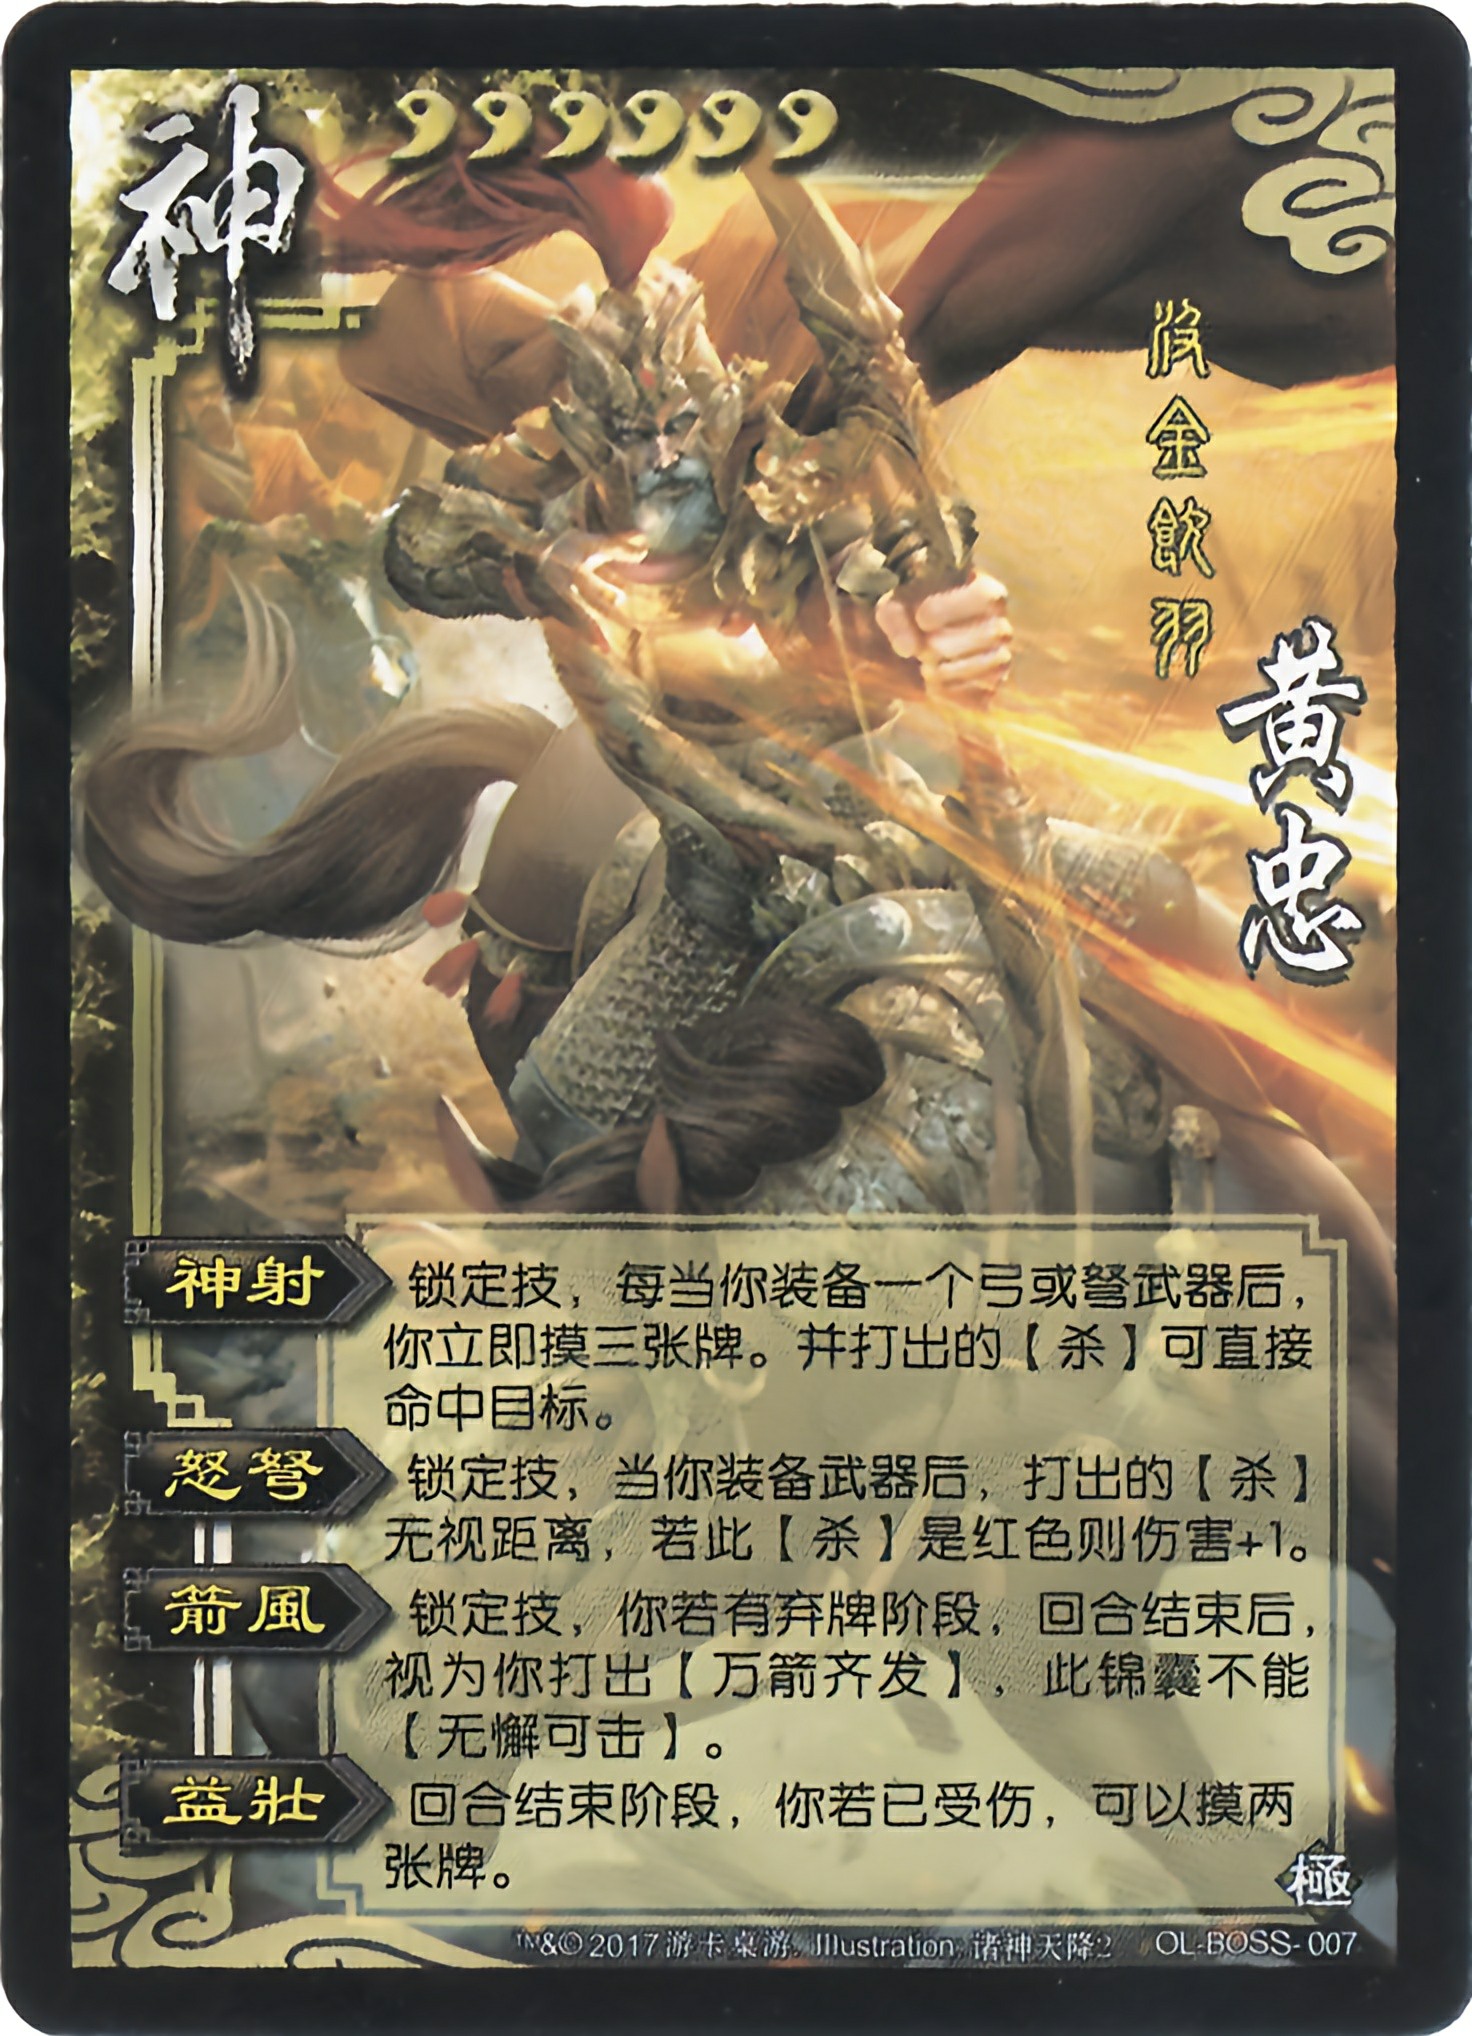 神
没金飲羽
黄忠
神射
锁定技，每当你装备一个弓或弩武器后，
你立即摸三张牌。并打出的【杀】可直接
命中目标。
怒弩
锁定技，当你装备武器后，打出的【杀】
无视距离，若此【杀】是红色则伤害+1。
箭風
锁定技，你若有弃牌阶段，回合结束后，
视为你打出【万箭齐发】，此锦囊不能
【无懈可击】。
益壯
回合结束阶段，你若已受伤，可以摸两
张牌。
極
™&©2017游卡桌游. Illustration, 诸神天降2 OL-BOSS-007